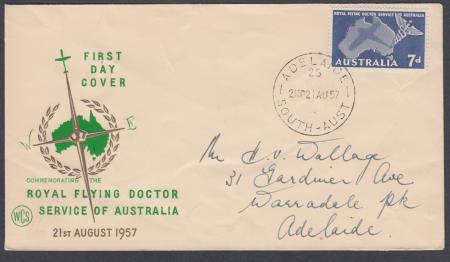 FIRST
DAY
COVER
W E
COMMEMORATING THE
ROYAL FLYING DOCTOR
SERVICE OF AUSTRALIA
WCS
21ST AUGUST 1957
ROYAL FLYING DOCTOR SERVICE OF AUSTRALIA
AUSTRALIA 7d
ADELAIDE
25
21AU57
SOUTH-AUST
Mr H.V. Wallage
31 Gardiner Ave
Warradale Pk
Adelaide.